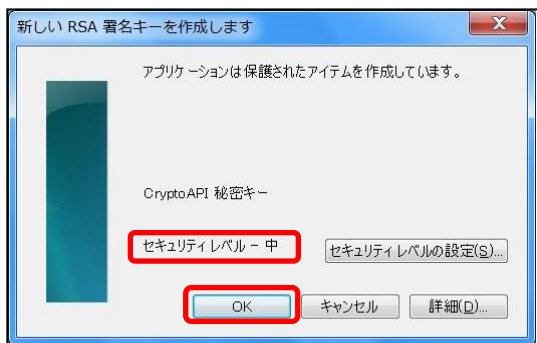 新しい RSA 署名キーを作成します
アプリケーションは保護されたアイテムを作成しています。
CryptoAPI 秘密キー
セキュリティ レベル - 中
セキュリティ レベルの設定(S)...
OK
キャンセル
詳細(D)...